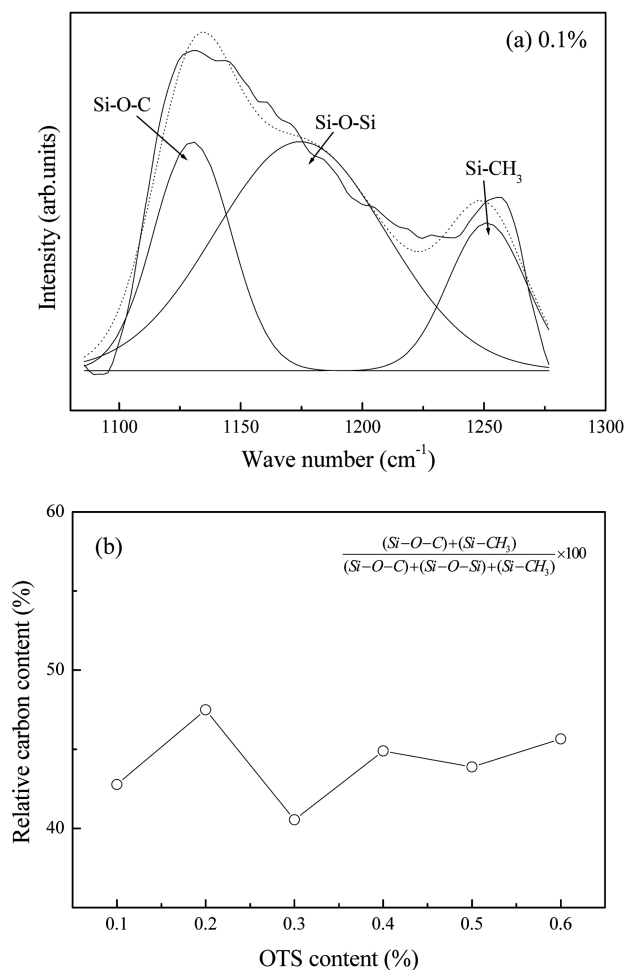 (a) 0.1%
Si-O-C
Si-O-Si
Si-CH3
Intensity (arb.units)
1100 1150 1200 1250 1300
Wave number (cm-1)
(b)
(Si−O−C)+(Si−CH3)
(Si−O−C)+(Si−O−Si)+(Si−CH3)
×100
60
50
40
Relative carbon content (%)
0.1 0.2 0.3 0.4 0.5 0.6
OTS content (%)